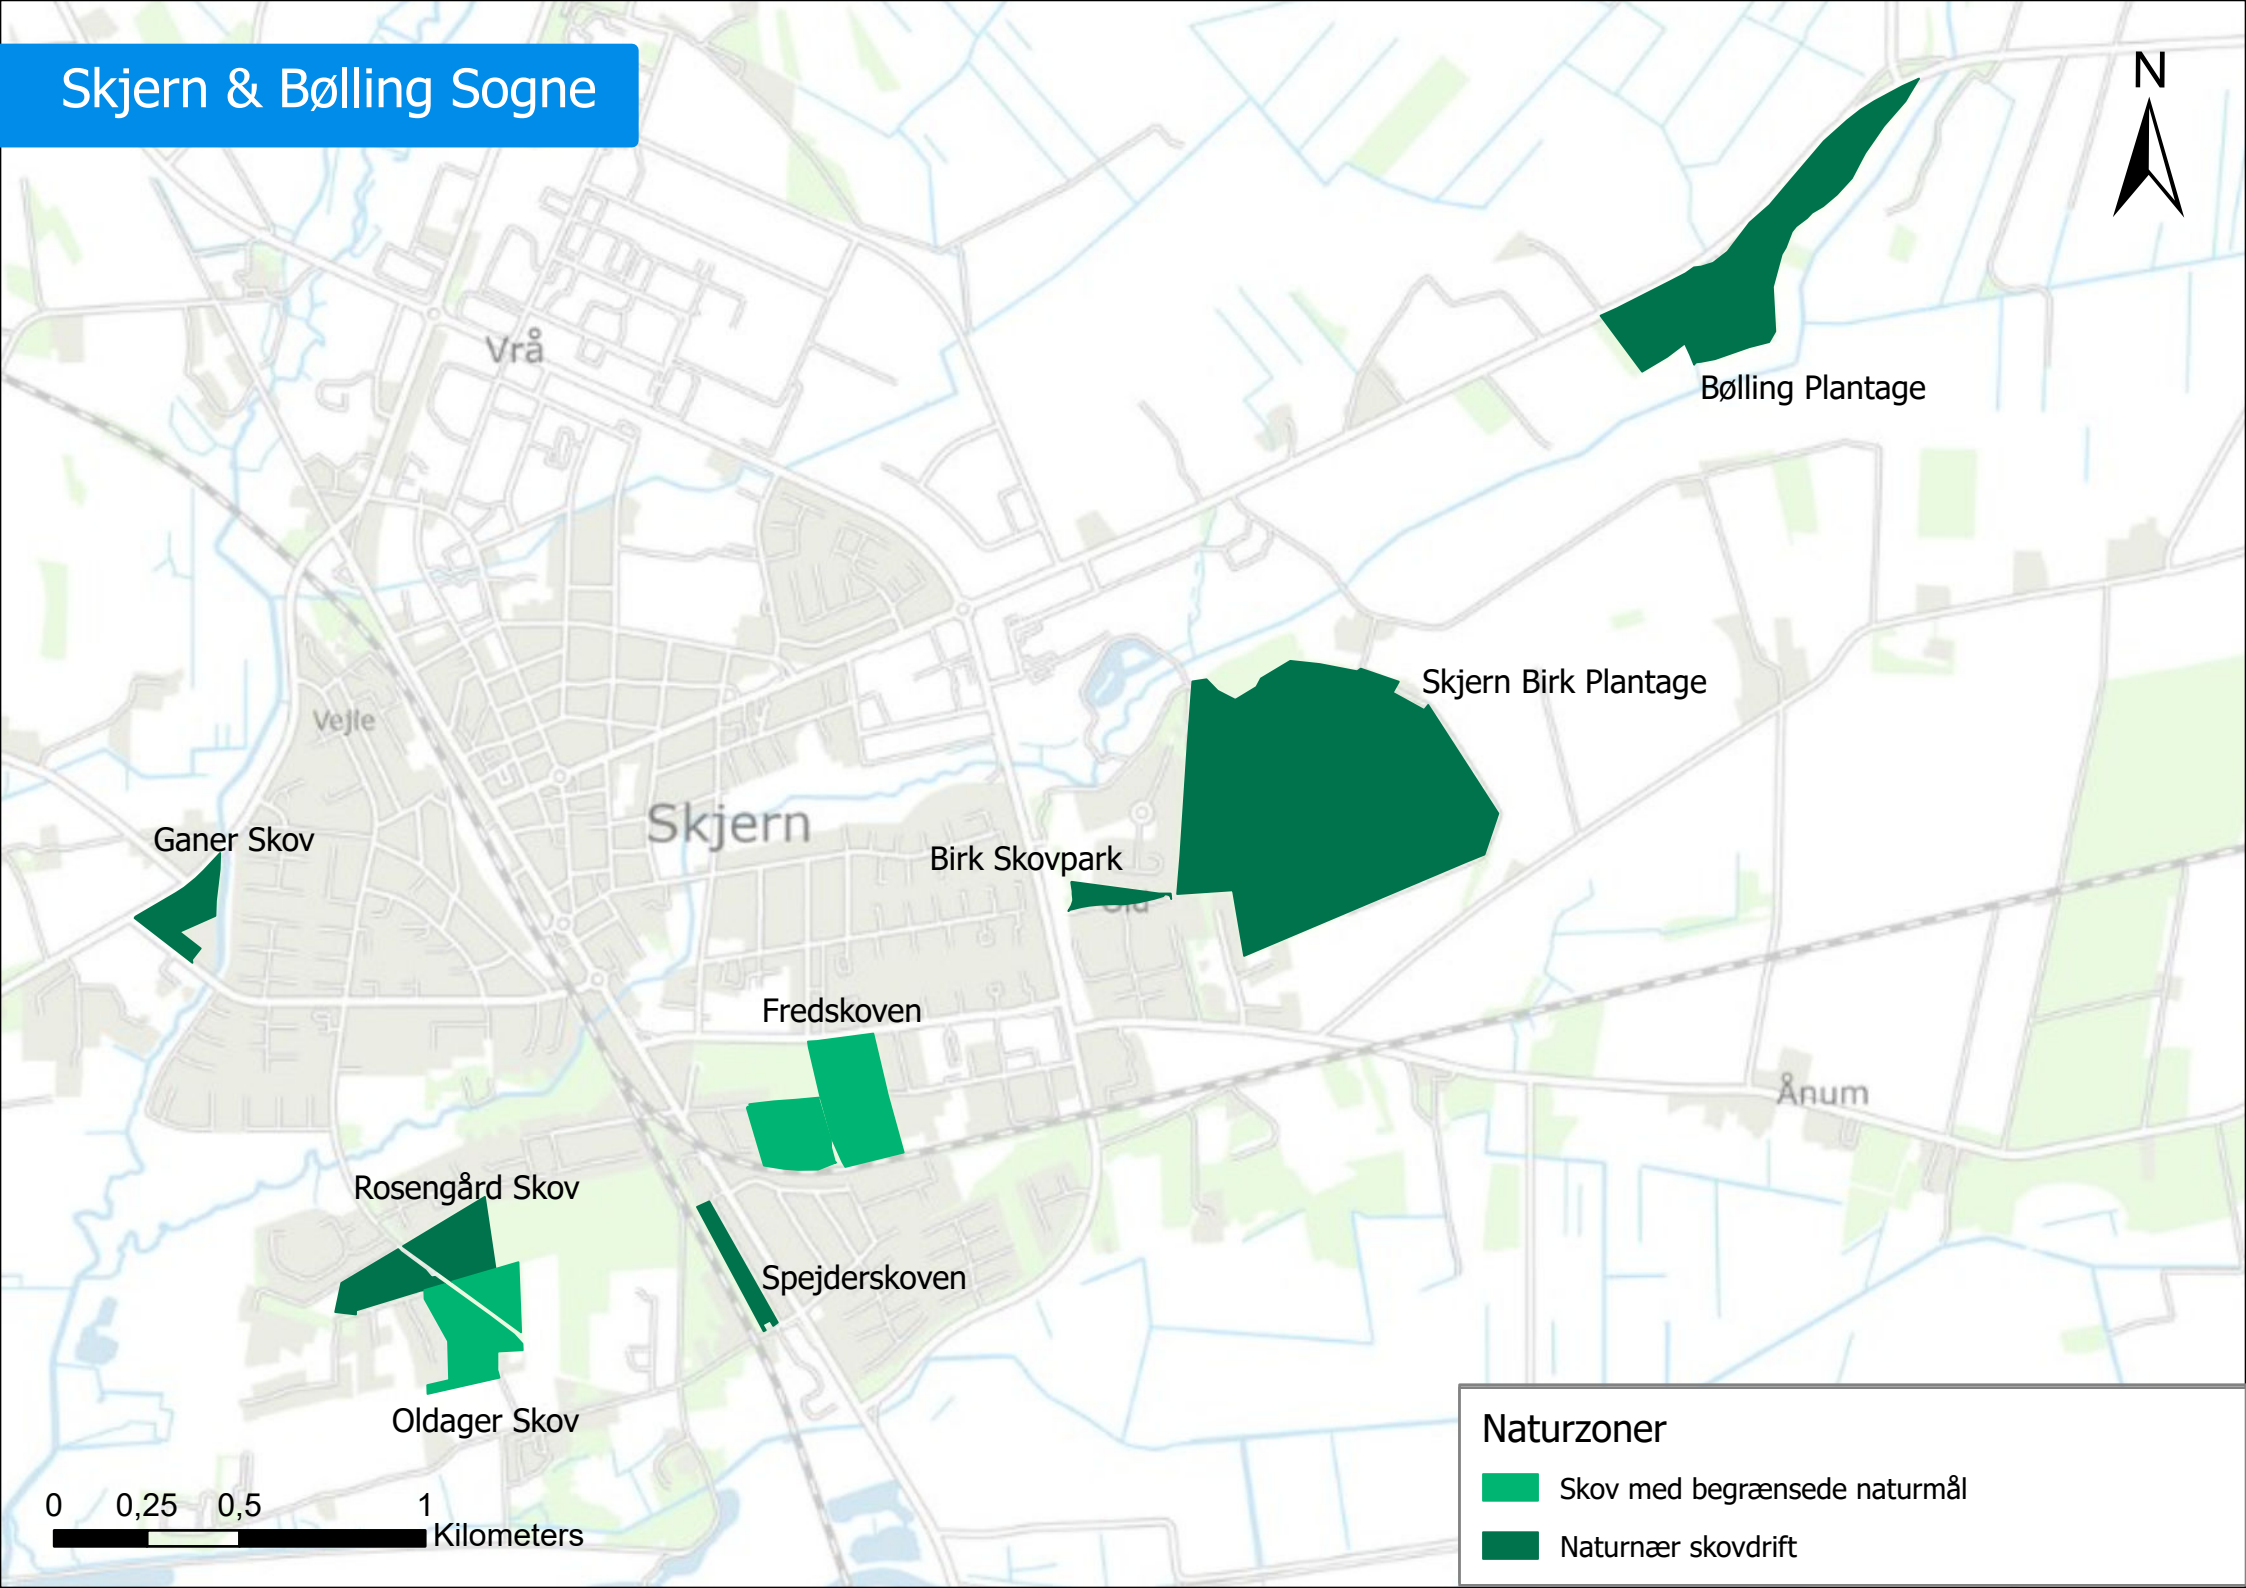 Skjern & Bølling Sogne
N
Vrå
Bølling Plantage
Skjern Birk Plantage
Vejle
Skjern
Ganer Skov
Birk Skovpark
Fredskoven
Ånum
Rosengård Skov
Spejderskoven
Oldager Skov
Naturzoner
Skov med begrænsede naturmål
Naturnær skovdrift
0 0,25 0,5 1
Kilometers